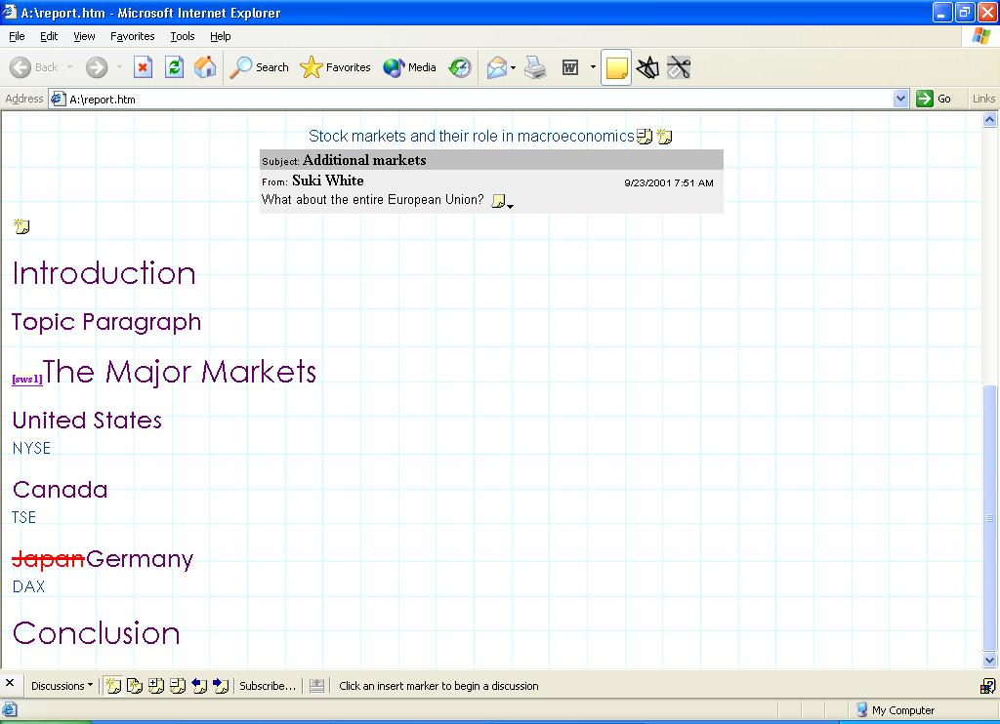 A:\report.htm - Microsoft Internet Explorer
File Edit View Favorites Tools Help
Back Search Favorites Media
Address A:\report.htm Go Links
Stock markets and their role in macroeconomics
Subject: Additional markets
From: Suki White 9/23/2001 7:51 AM
What about the entire European Union?
Introduction
Topic Paragraph
[sws1]The Major Markets
United States
NYSE
Canada
TSE
JapanGermany
DAX
Conclusion
Discussions Subscribe... Click an insert marker to begin a discussion
My Computer